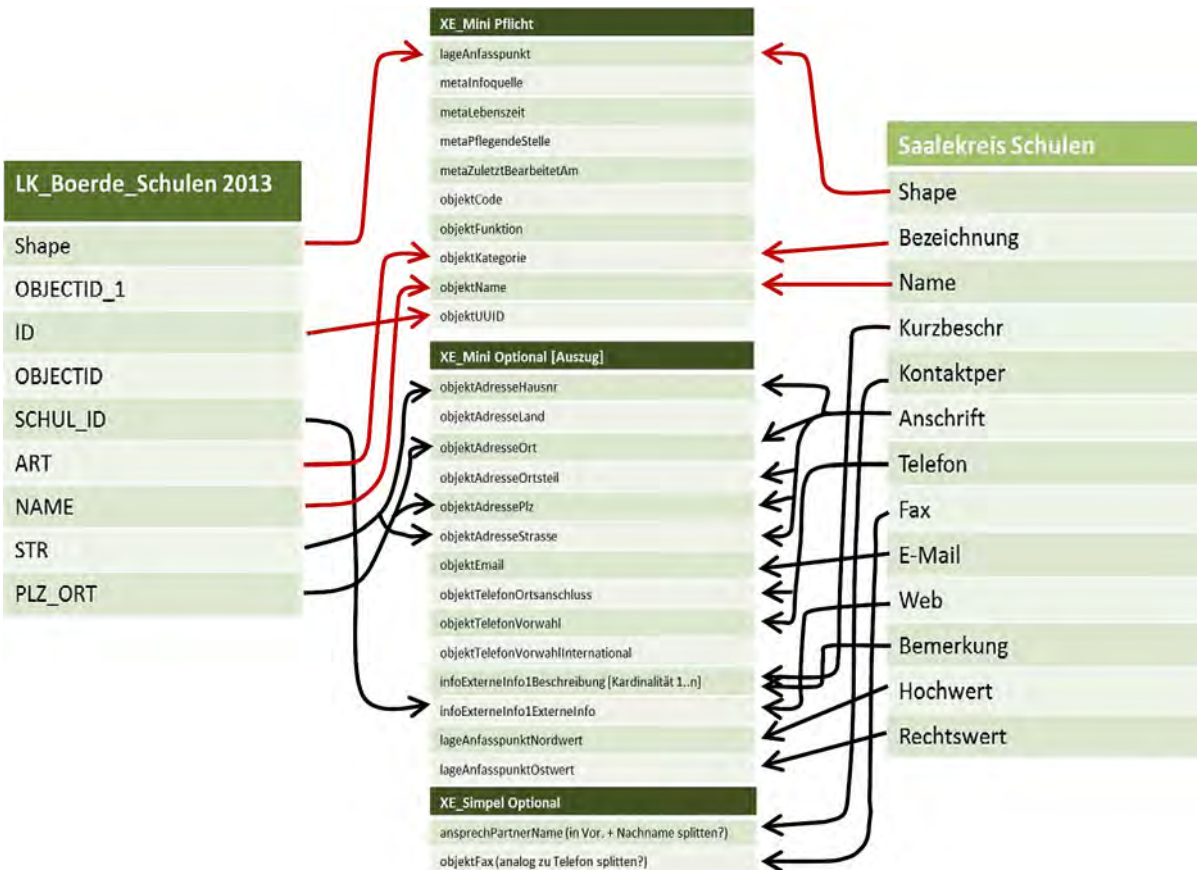 LK_Boerde_Schulen 2013
Shape
OBJECTID_1
ID
OBJECTID
SCHUL_ID
ART
NAME
STR
PLZ_ORT
XE_Mini Pflicht
lageAnfasspunkt
metaInfoquelle
metaLebenszeit
metaPflegendeStelle
metaZuletztBearbeitetAm
objektCode
objektFunktion
objektKategorie
objektName
objektUUID
XE_Mini Optional [Auszug]
objektAdresseHausnr
objektAdresseLand
objektAdresseOrt
objektAdresseOrtsteil
objektAdressePlz
objektAdresseStrasse
objektEmail
objektTelefonOrtsanschluss
objektTelefonVorwahl
objektTelefonVorwahlInternational
infoExterneInfo1Beschreibung [Kardinalität 1..n]
infoExterneInfo1ExterneInfo
lageAnfasspunktNordwert
lageAnfasspunktOstwert
XE_Simpel Optional
ansprechPartnerName (in Vor. + Nachname splitten?)
objektFax (analog zu Telefon splitten?)
Saalekreis Schulen
Shape
Bezeichnung
Name
Kurzbeschr
Kontaktper
Anschrift
Telefon
Fax
E-Mail
Web
Bemerkung
Hochwert
Rechtswert